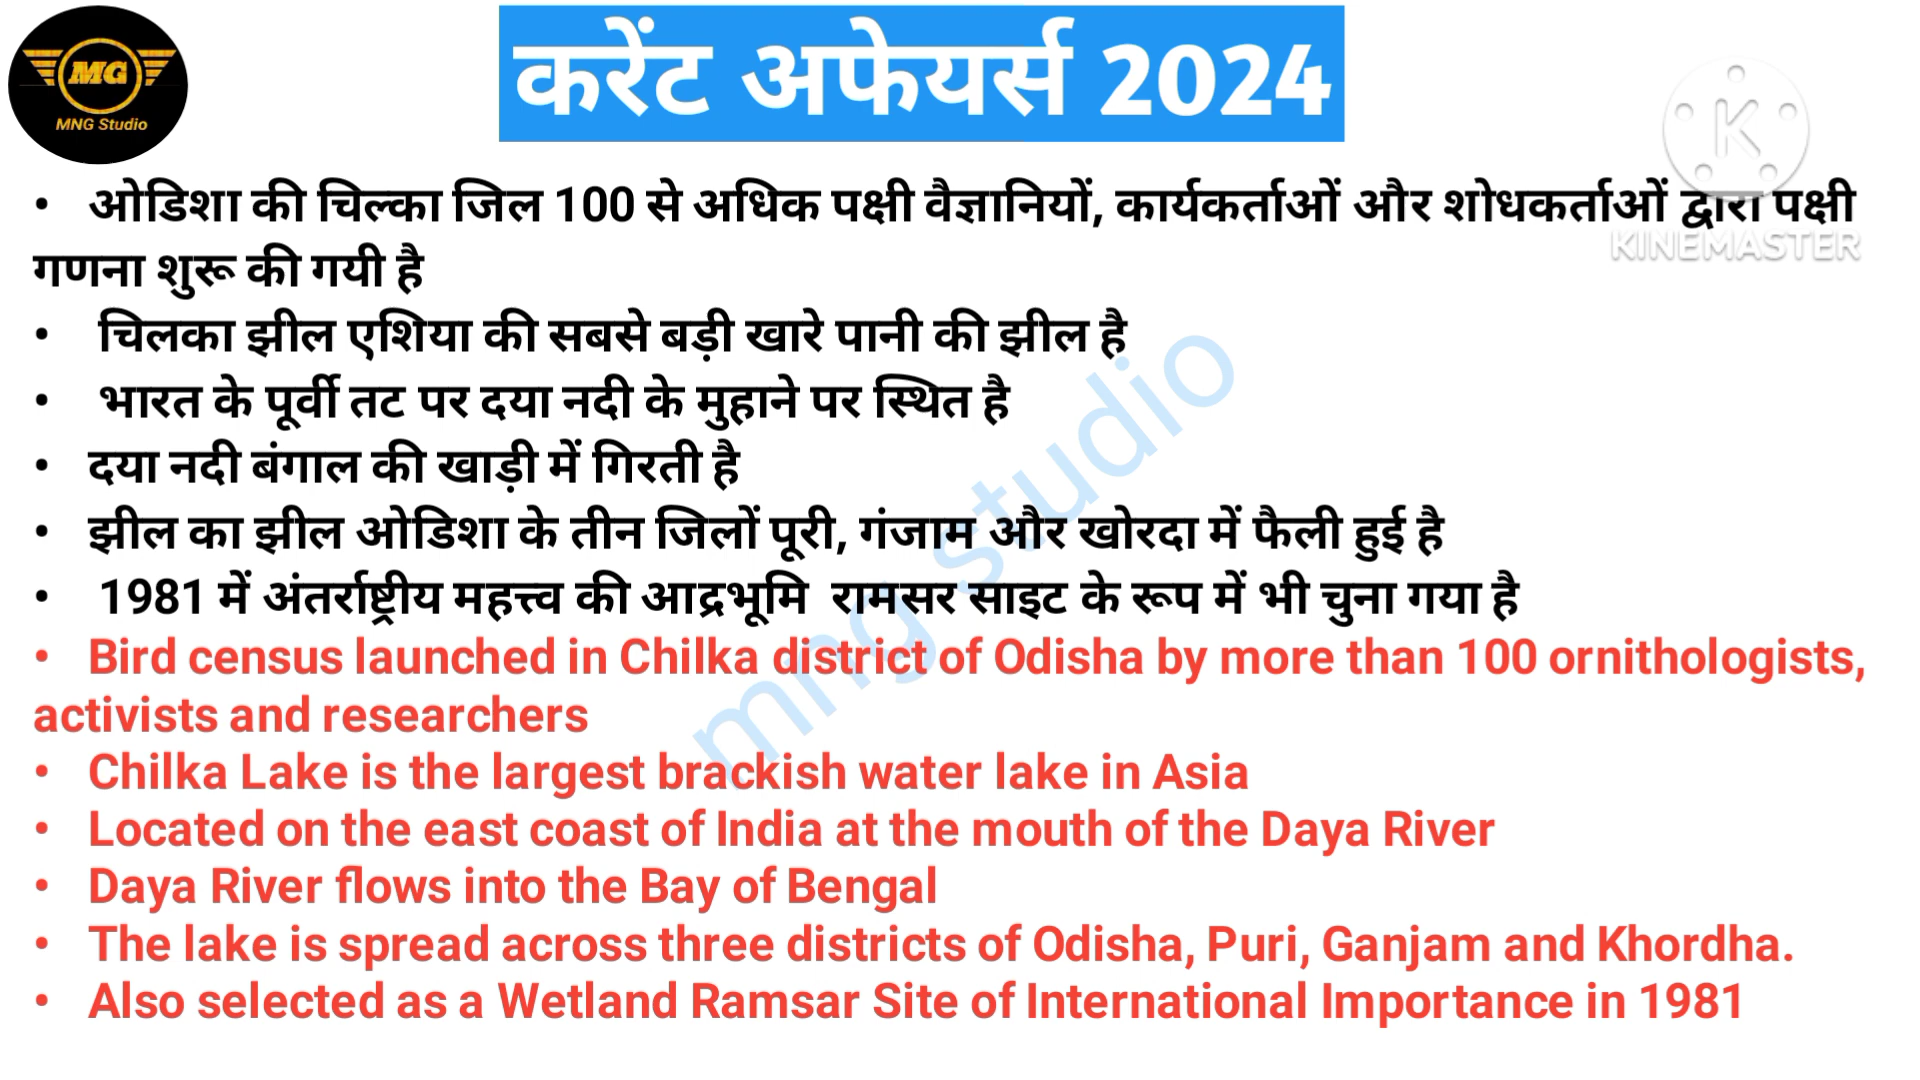 MG
MNG Studio
करेंट अफेयर्स 2024
K
KINEMASTER
• ओडिशा की चिल्का जिल 100 से अधिक पक्षी वैज्ञानियों, कार्यकर्ताओं और शोधकर्ताओं द्वारा पक्षी
गणना शुरू की गयी है
• चिलका झील एशिया की सबसे बड़ी खारे पानी की झील है
• भारत के पूर्वी तट पर दया नदी के मुहाने पर स्थित है
• दया नदी बंगाल की खाड़ी में गिरती है
• झील का झील ओडिशा के तीन जिलों पूरी, गंजाम और खोरदा में फैली हुई है
• 1981 में अंतर्राष्ट्रीय महत्त्व की आद्रभूमि रामसर साइट के रूप में भी चुना गया है
• Bird census launched in Chilka district of Odisha by more than 100 ornithologists,
activists and researchers
• Chilka Lake is the largest brackish water lake in Asia
• Located on the east coast of India at the mouth of the Daya River
• Daya River flows into the Bay of Bengal
• The lake is spread across three districts of Odisha, Puri, Ganjam and Khordha.
• Also selected as a Wetland Ramsar Site of International Importance in 1981
mng studio